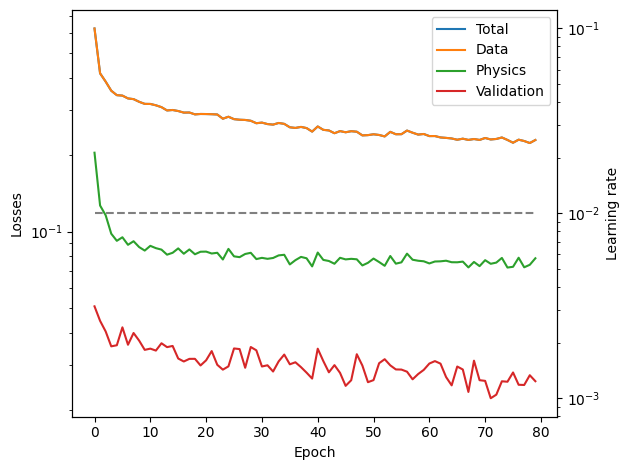 Total
Data
Physics
Validation
Losses
10⁻¹
10⁻¹
10⁻²
10⁻³
Learning rate
0 10 20 30 40 50 60 70 80
Epoch